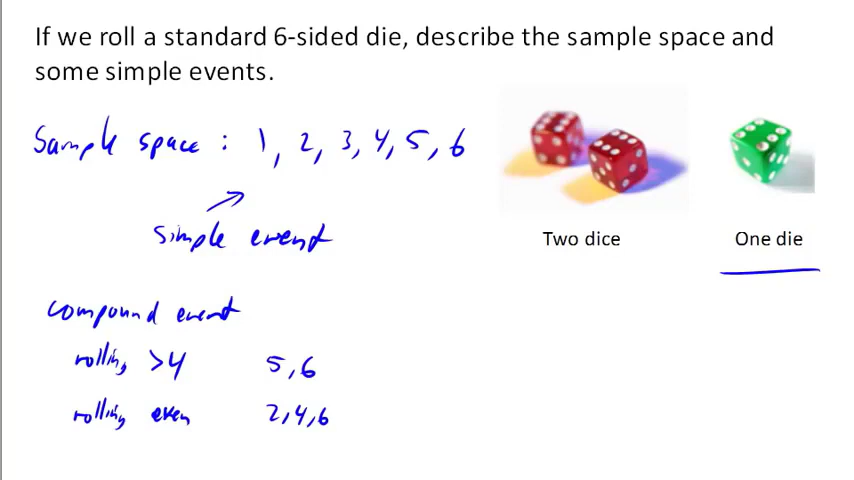 If we roll a standard 6-sided die, describe the sample space and
some simple events.
Sample space : 1, 2, 3, 4, 5, 6
simple event
Two dice
One die
compound event
rolling >4 5,6
rolling even 2,4,6